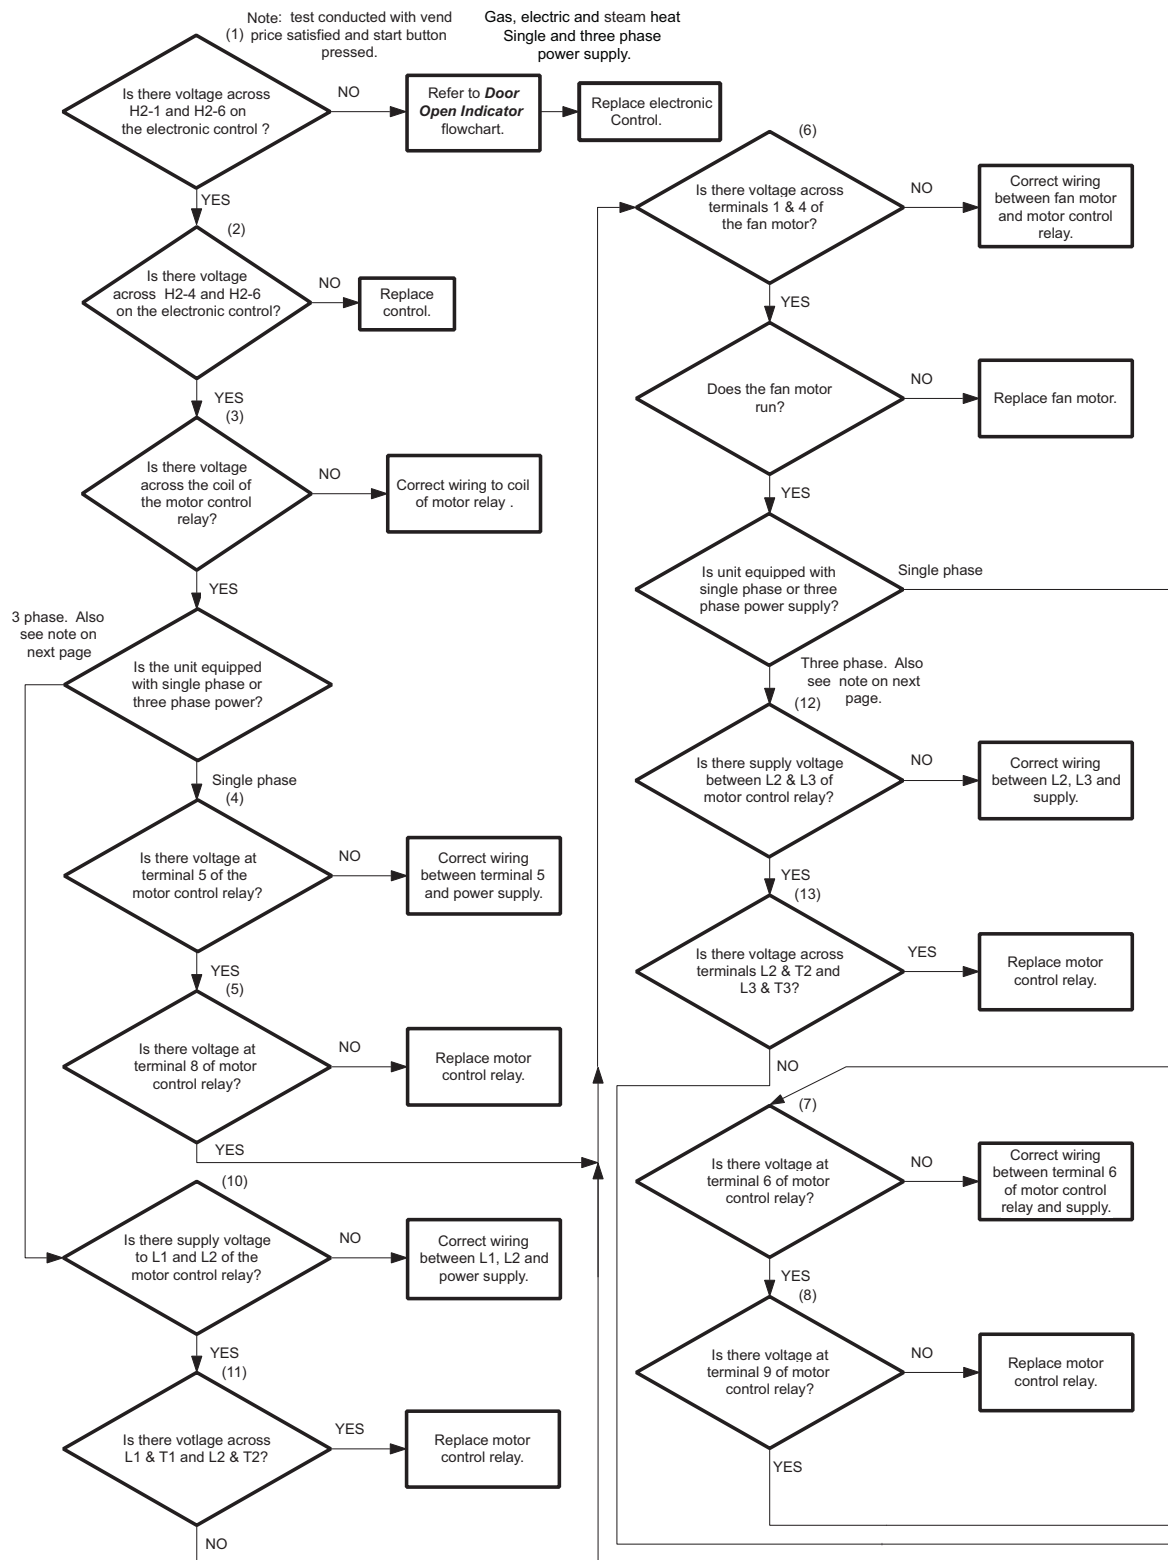 Note: test conducted with vend
(1) price satisfied and start button
pressed.
Gas, electric and steam heat
Single and three phase
power supply.
Is there voltage across
H2-1 and H2-6 on
the electronic control ?
NO
Refer to Door
Open Indicator
flowchart.
Replace electronic
Control.
YES
(2)
Is there voltage
across H2-4 and H2-6
on the electronic control?
NO
Replace
control.
YES
(3)
Is there voltage
across the coil of
the motor control
relay?
NO
Correct wiring to coil
of motor relay .
YES
3 phase. Also
see note on
next page
Is the unit equipped
with single phase or
three phase power?
Single phase
(4)
Is there voltage at
terminal 5 of the
motor control relay?
NO
Correct wiring
between terminal 5
and power supply.
YES
(5)
Is there voltage at
terminal 8 of motor
control relay?
NO
Replace motor
control relay.
YES
(10)
Is there supply voltage
to L1 and L2 of the
motor control relay?
NO
Correct wiring
between L1, L2 and
power supply.
YES
(11)
Is there votlage across
L1 & T1 and L2 & T2?
YES
Replace motor
control relay.
NO
(6)
Is there voltage across
terminals 1 & 4 of
the fan motor?
NO
Correct wiring
between fan motor
and motor control
relay.
YES
Does the fan motor
run?
NO
Replace fan motor.
YES
Is unit equipped with
single phase or three
phase power supply?
Single phase
Three phase. Also
see note on next
page.
(12)
Is there supply voltage
between L2 & L3 of
motor control relay?
NO
Correct wiring
between L2, L3 and
supply.
YES
(13)
Is there voltage across
terminals L2 & T2 and
L3 & T3?
YES
Replace motor
control relay.
NO
(7)
Is there voltage at
terminal 6 of motor
control relay?
NO
Correct wiring
between terminal 6
of motor control
relay and supply.
YES
(8)
Is there voltage at
terminal 9 of motor
control relay?
NO
Replace motor
control relay.
YES